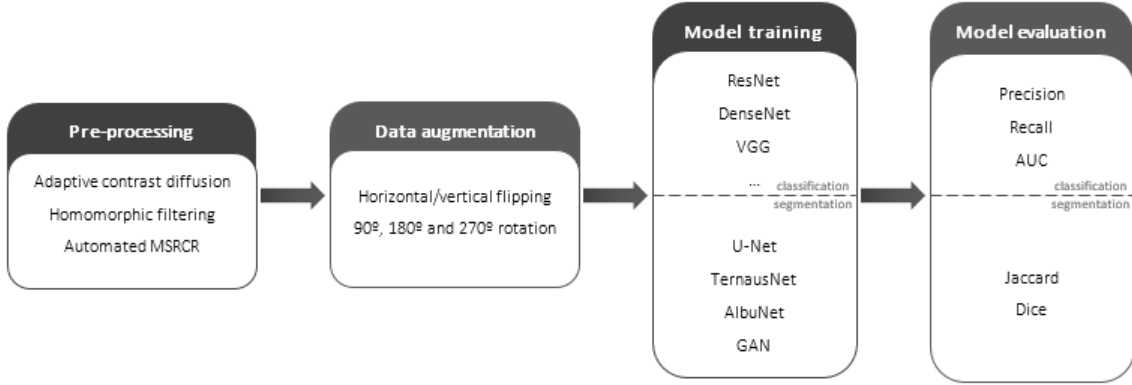 Pre-processing
Adaptive contrast diffusion
Homomorphic filtering
Automated MSRCR
Data augmentation
Horizontal/vertical flipping
90º, 180º and 270º rotation
Model training
ResNet
DenseNet
VGG
...
classification
segmentation
U-Net
TernausNet
AlbuNet
GAN
Model evaluation
Precision
Recall
AUC
classification
segmentation
Jaccard
Dice